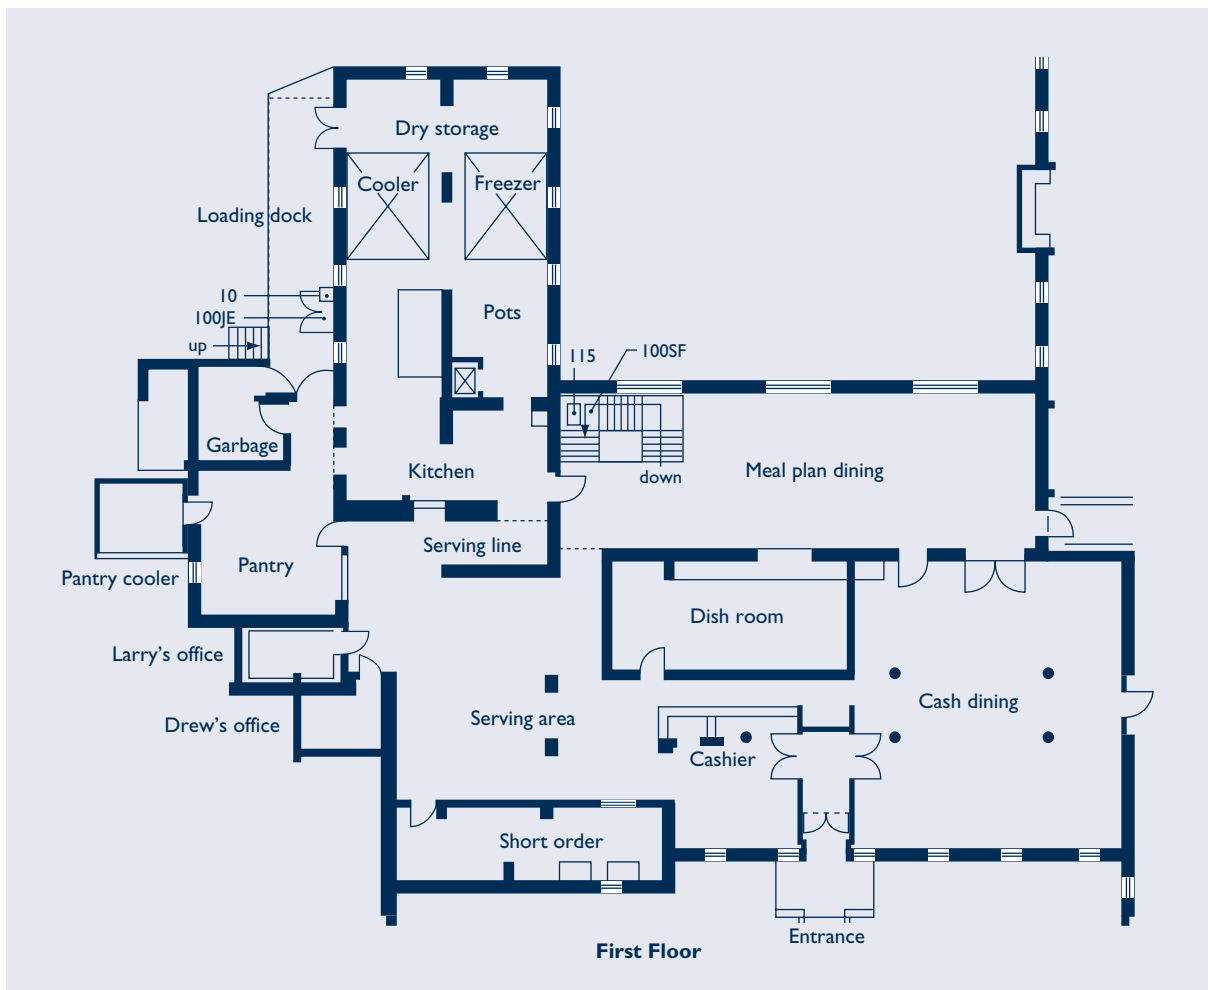 Dry storage
Cooler
Freezer
Loading dock
10
100JE
Pots
up
115
100SF
Garbage
Kitchen
down
Meal plan dining
Serving line
Pantry
Pantry cooler
Dish room
Larry's office
Cash dining
Drew's office
Serving area
Cashier
Short order
Entrance
First Floor